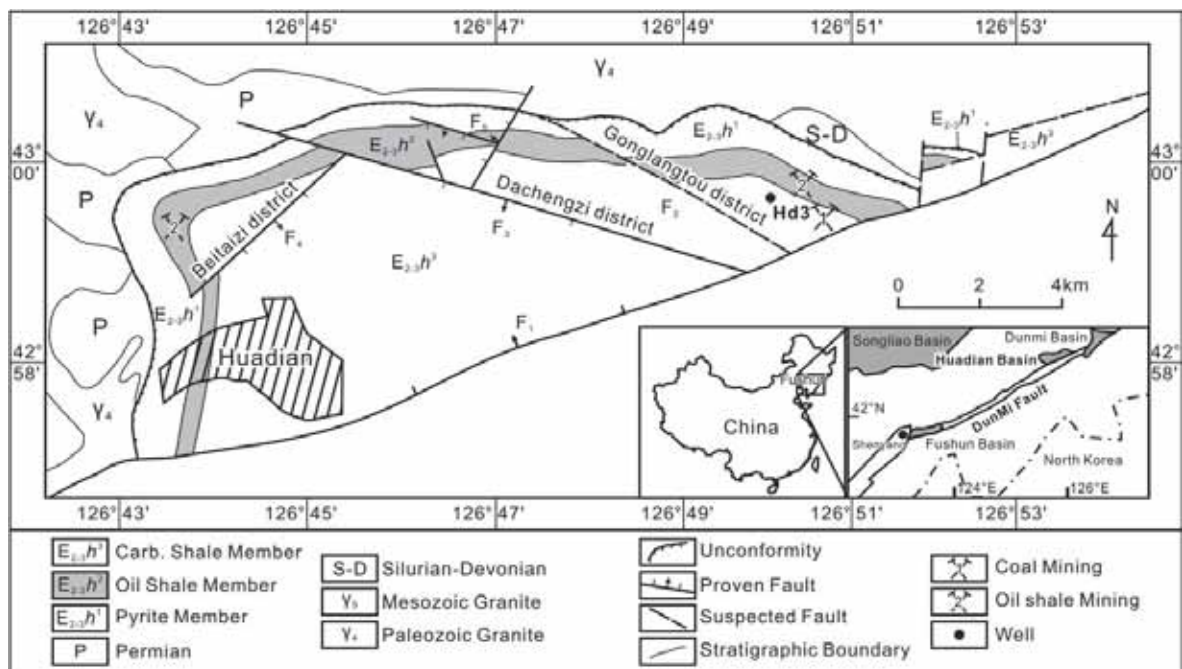 126°43′ 126°45′ 126°47′ 126°49′ 126°51′ 126°53′
γ₄
γ₄
P
F₅
E₂₋₃h¹
S-D
E₂₋₃h¹
E₂₋₃h³
43°
00′
43°
00′
E₂₋₃h²
Gonglangtou district
P
Beitaizi district
Dachengzi district
F₂
Hd3
N
F₄
F₃
E₂₋₃h³
0 2 4km
E₂₋₃h¹
P
F₁
Huadian
42°
58′
42°
58′
γ₄
Fushun
China
Songliao Basin
Dunmi Basin
Huadian Basin
42°N
DunMi Fault
Fushun Basin
North Korea
124°E 126°E
126°43′ 126°45′ 126°47′ 126°49′ 126°51′ 126°53′
E₂₋₃h³ Carb. Shale Member
E₂₋₃h² Oil Shale Member
E₂₋₃h¹ Pyrite Member
P Permian
S-D Silurian-Devonian
γ₅ Mesozoic Granite
γ₄ Paleozoic Granite
Unconformity
Proven Fault
Suspected Fault
Stratigraphic Boundary
Coal Mining
2 Oil shale Mining
Well